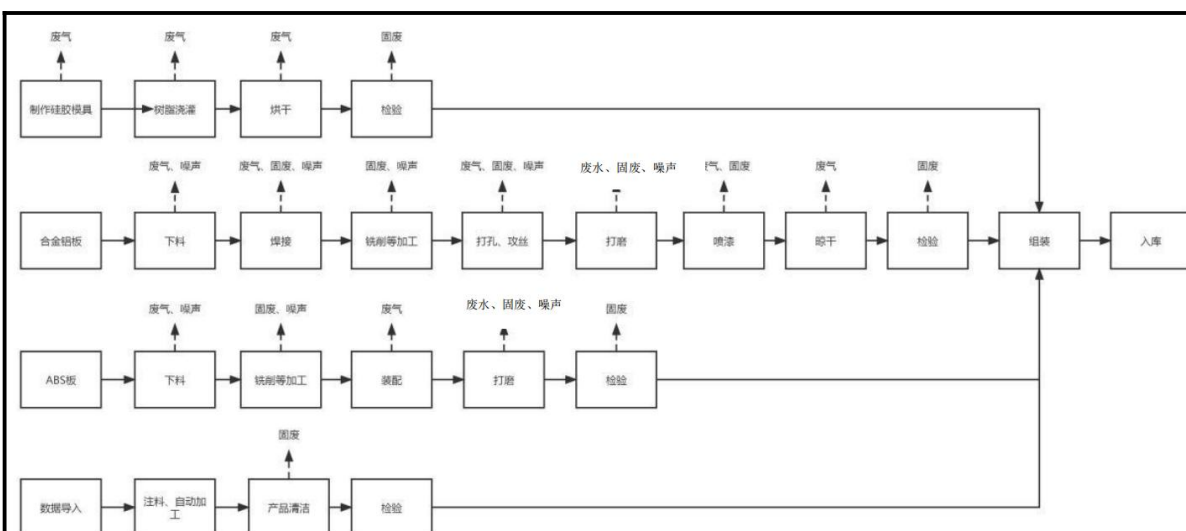 废气 废气 废气 固废
制作硅胶模具 树脂浇灌 烘干 检验
废气、噪声 废气、固废、噪声 固废、噪声 废气、固废、噪声 废水、固废、噪声 气、固废 废气 固废
合金铝板 下料 焊接 铣削等加工 打孔、攻丝 打磨 喷漆 晾干 检验 组装 入库
废气、噪声 固废、噪声 废气 废水、固废、噪声 固废
ABS板 下料 铣削等加工 装配 打磨 检验
固废
数据导入 注料、自动加 产品清洁 检验
工